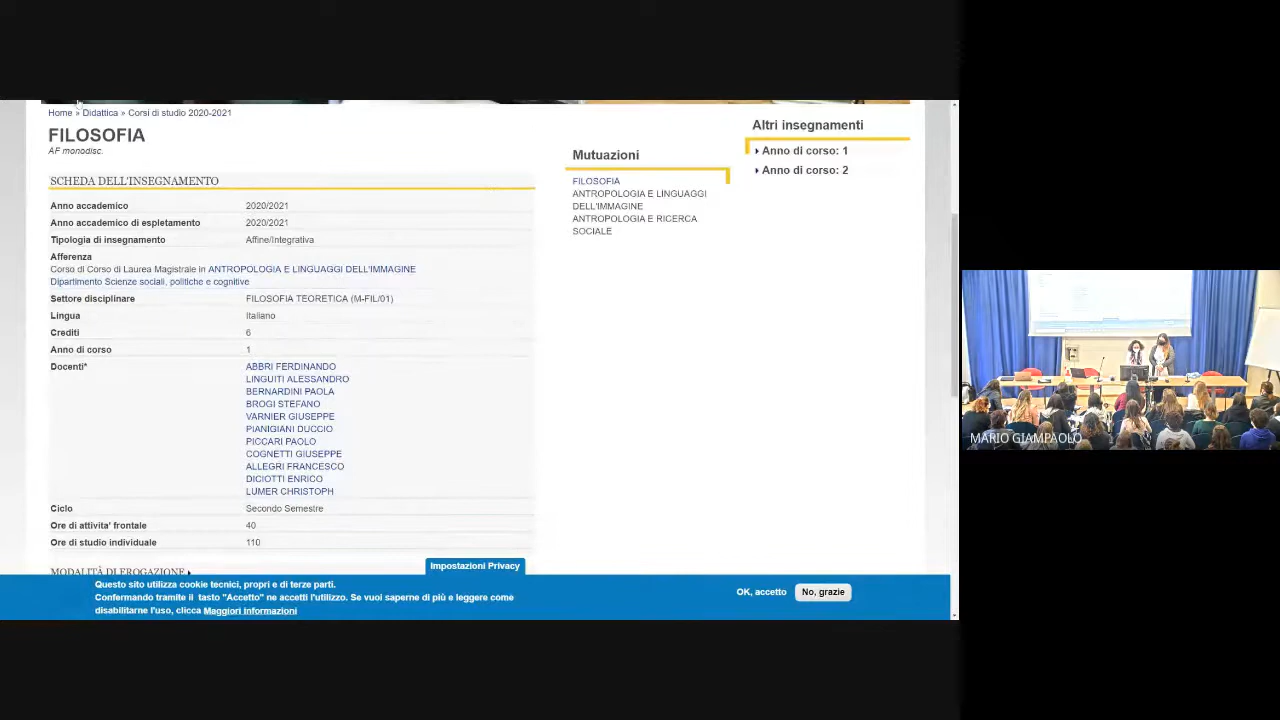 Home » Didattica » Corsi di studio 2020-2021
FILOSOFIA
AF monodisc.
SCHEDA DELL'INSEGNAMENTO
Anno accademico 2020/2021
Anno accademico di espletamento 2020/2021
Tipologia di insegnamento Affine/Integrativa
Afferenza
Corso di Corso di Laurea Magistrale in ANTROPOLOGIA E LINGUAGGI DELL'IMMAGINE
Dipartimento Scienze sociali, politiche e cognitive
Settore disciplinare FILOSOFIA TEORETICA (M-FIL/01)
Lingua Italiano
Crediti 6
Anno di corso 1
Docenti* ABBRI FERDINANDO
LINGUITI ALESSANDRO
BERNARDINI PAOLA
BROGI STEFANO
VARNIER GIUSEPPE
PIANIGIANI DUCCIO
PICCARI PAOLO
COGNETTI GIUSEPPE
ALLEGRI FRANCESCO
DICIOTTI ENRICO
LUMER CHRISTOPH
Ciclo Secondo Semestre
Ore di attivita' frontale 40
Ore di studio individuale 110
MODALITÀ DI EROGAZIONE
Mutuazioni
FILOSOFIA
ANTROPOLOGIA E LINGUAGGI
DELL'IMMAGINE
ANTROPOLOGIA E RICERCA
SOCIALE
Altri insegnamenti
Anno di corso: 1
Anno di corso: 2
Impostazioni Privacy
Questo sito utilizza cookie tecnici, propri e di terze parti.
Confermando tramite il tasto "Accetto" ne accetti l'utilizzo. Se vuoi saperne di più e leggere come
disabilitarne l'uso, clicca Maggiori informazioni
OK, accetto
No, grazie
MARIO GIAMPAOLO